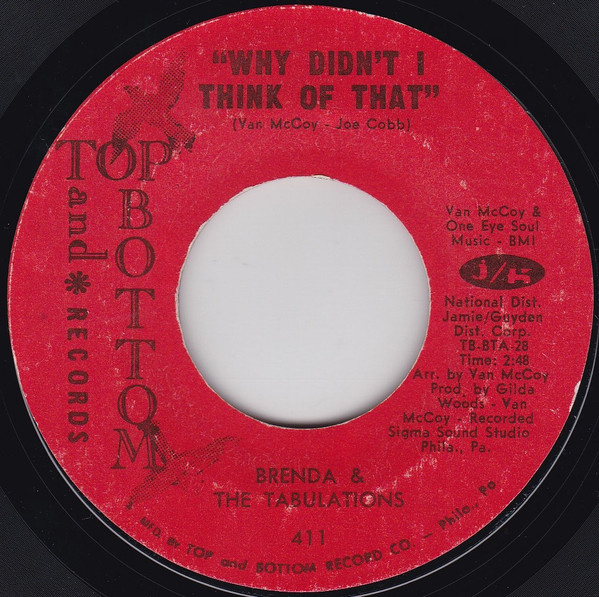 "WHY DIDN'T I
THINK OF THAT"
(Van McCoy - Joe Cobb)
TOP
and
BOTTOM
RECORDS
Van McCoy &
One Eye Soul
Music - BMI
J/G
National Dist.
Jamie/Guyden
Dist. Corp.
TB-BTA-28
Time: 2:48
Arr. by Van McCoy
Prod. by Gilda
Woods - Van
McCoy - Recorded
Sigma Sound Studio
Phila., Pa.
BRENDA &
THE TABULATIONS
411
MFG. BY TOP and BOTTOM RECORD CO. - Phila., Pa